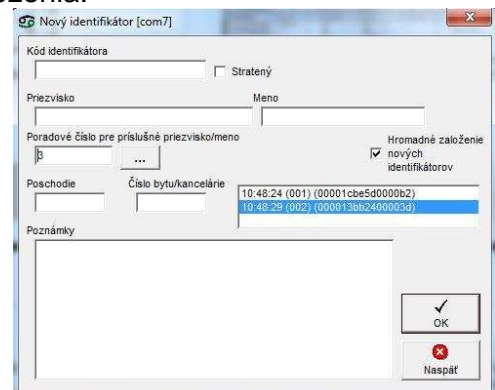 Nový identifikátor [com7]
Kód identifikátora
Stratený
Priezvisko Meno
Poradové číslo pre príslušné priezvisko/meno
Hromadné založenie
nových
identifikátorov
3
...
Poschodie Číslo bytu/kancelárie
10:48:24 (001) (00001cbe5d0000b2)
10:48:29 (002) (000013bb2400003d)
Poznámky
OK
Naspäť